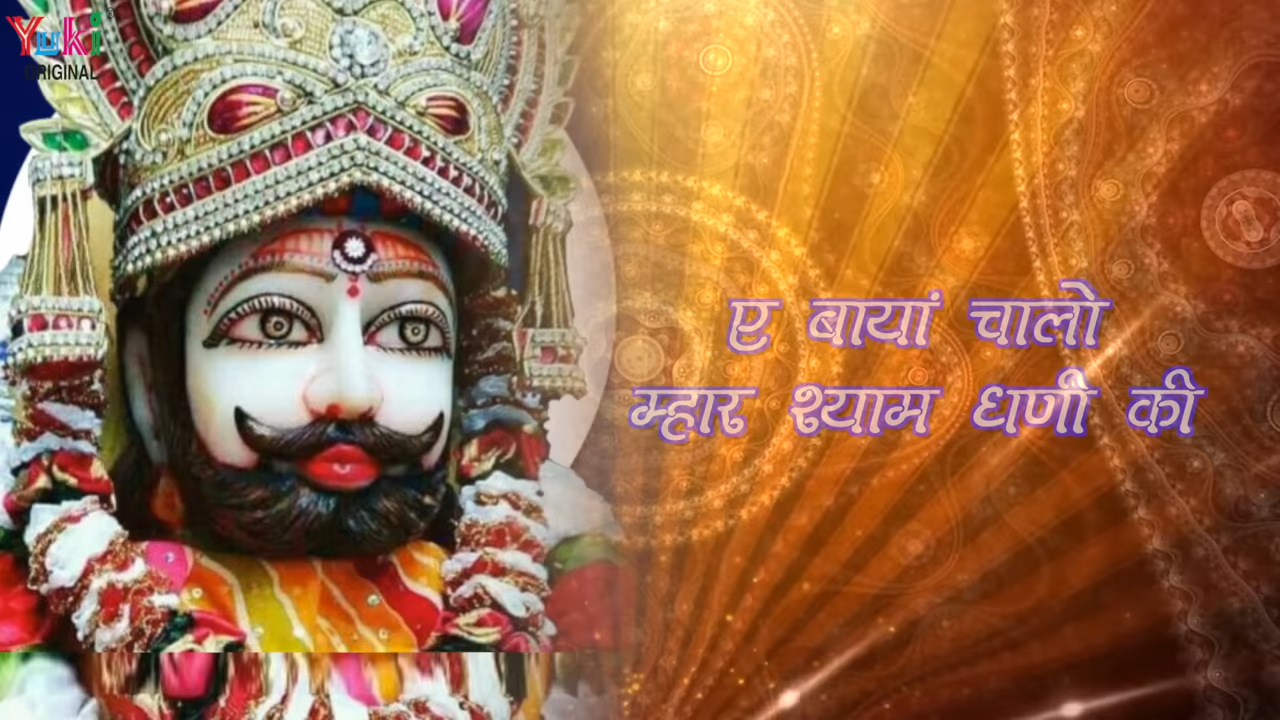 Yuki
ORIGINAL
ए बायां चालो
म्हार श्याम धणी की